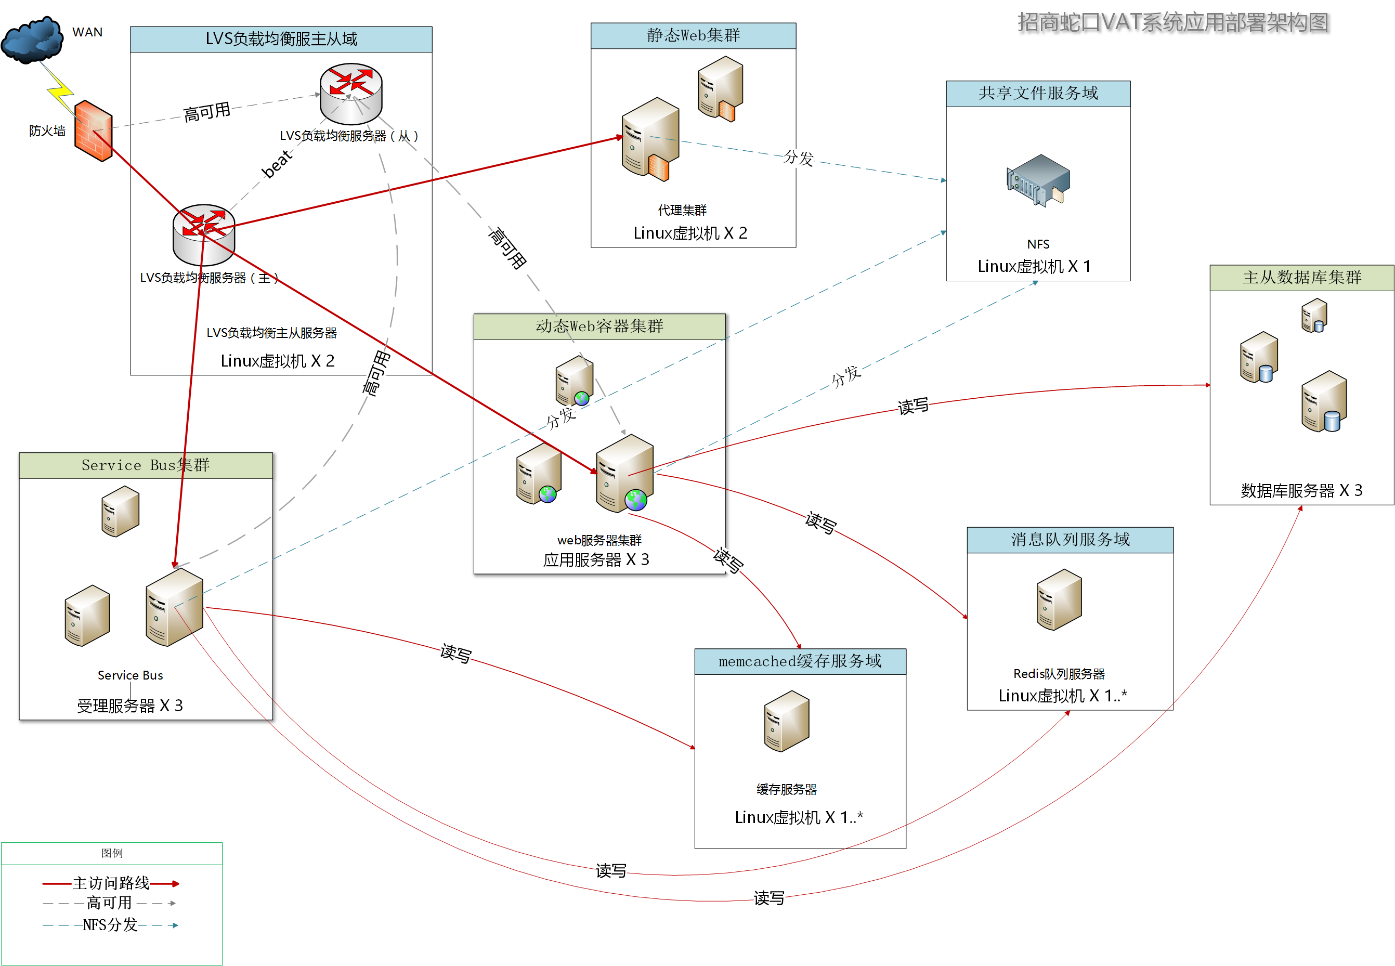 招商蛇口VAT系统应用部署架构图
WAN
防火墙
LVS负载均衡服主从域
高可用
LVS负载均衡服务器（从）
beat
LVS负载均衡服务器（主）
LVS负载均衡主从服务器
Linux虚拟机 X 2
高可用
高可用
静态Web集群
代理集群
Linux虚拟机 X 2
分发
共享文件服务域
NFS
Linux虚拟机 X 1
主从数据库集群
数据库服务器 X 3
动态Web容器集群
分发
web服务器集群
应用服务器 X 3
分发
读写
读写
读写
Service Bus集群
Service Bus
受理服务器 X 3
读写
消息队列服务域
Redis队列服务器
Linux虚拟机 X 1..*
memcached缓存服务域
缓存服务器
Linux虚拟机 X 1..*
读写
读写
图例
主访问路线
高可用
NFS分发